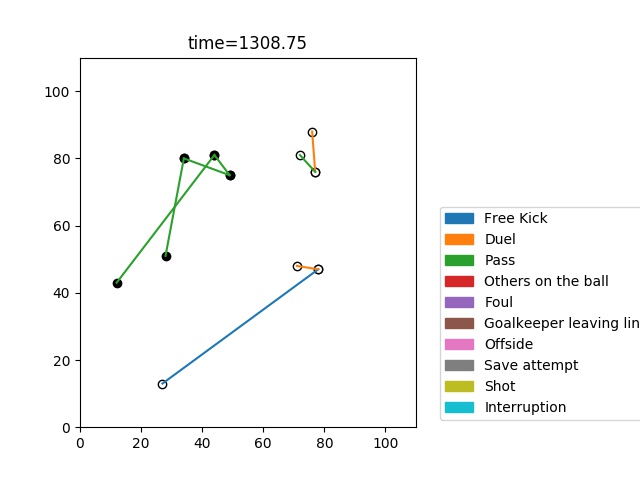 time=1308.75
100
80
60
40
20
0
0 20 40 60 80 100
Free Kick
Duel
Pass
Others on the ball
Foul
Goalkeeper leaving lin
Offside
Save attempt
Shot
Interruption